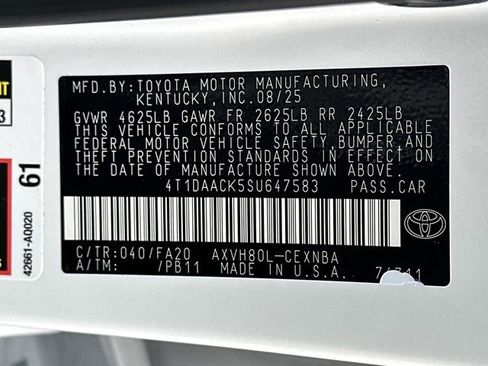 MFD.BY:TOYOTA MOTOR MANUFACTURING,
KENTUCKY,INC.08/25
GVWR 4625LB GAWR FR 2625LB RR 2425LB
THIS VEHICLE CONFORMS TO ALL APPLICABLE
FEDERAL MOTOR VEHICLE SAFETY,BUMPER,AND
THEFT PREVENTION STANDARDS IN EFFECT ON
THE DATE OF MANUFACTURE SHOWN ABOVE.
4T1DAACK5SU647583 PASS.CAR
C/TR:040/FA20 AXVH80L-CEXNBA
A/TM: /PB11 MADE IN U.S.A.
61
42661-A0020